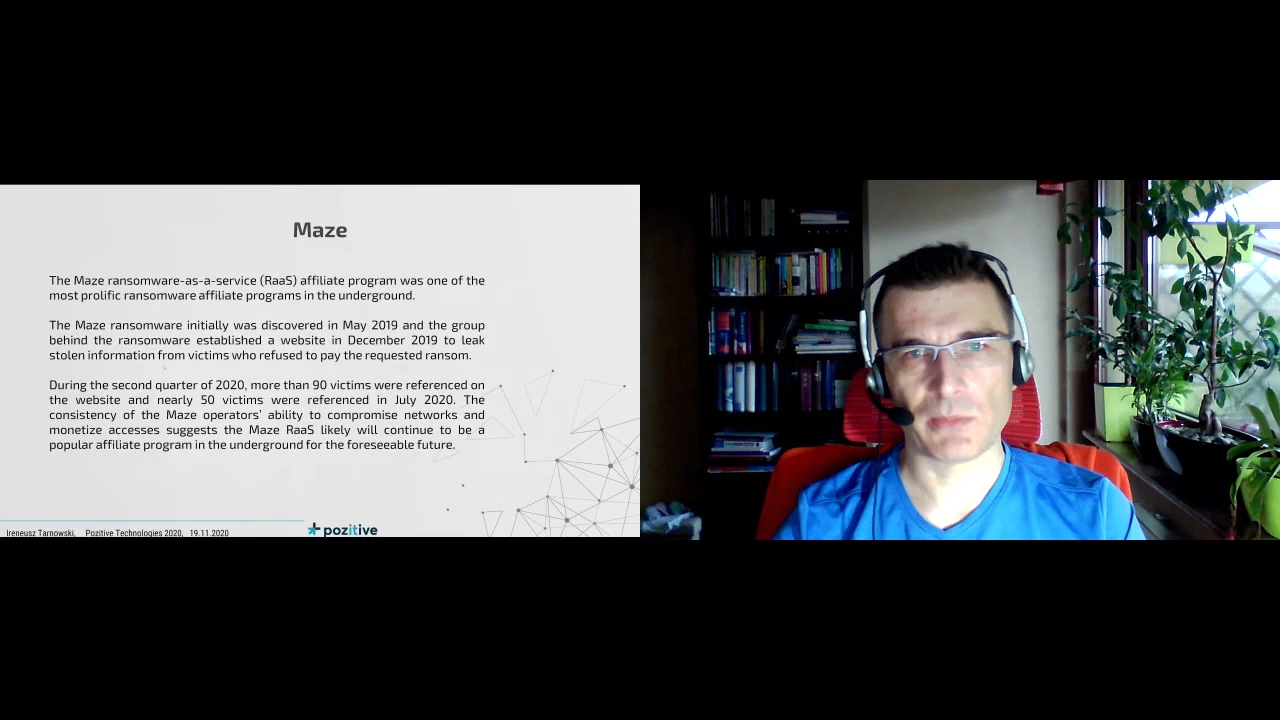 Maze
The Maze ransomware-as-a-service (RaaS) affiliate program was one of the
most prolific ransomware affiliate programs in the underground.
The Maze ransomware initially was discovered in May 2019 and the group
behind the ransomware established a website in December 2019 to leak
stolen information from victims who refused to pay the requested ransom.
During the second quarter of 2020, more than 90 victims were referenced on
the website and nearly 50 victims were referenced in July 2020. The
consistency of the Maze operators' ability to compromise networks and
monetize accesses suggests the Maze RaaS likely will continue to be a
popular affiliate program in the underground for the foreseeable future.
Ireneusz Tarnowski, Pozitive Technologies 2020, 19.11.2020
pozitive